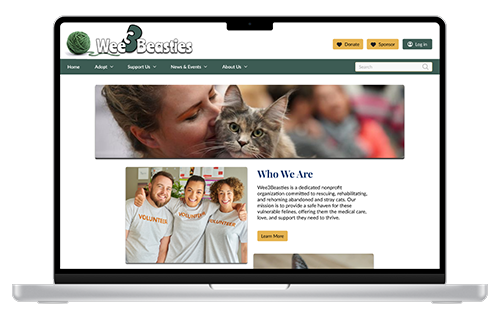 Wee3Beasties
Donate
Sponsor
Log In
Home
Adopt
Support Us
News & Events
About Us
Search
VOLUNTEER
VOLUNTEER
VOLUNTEER
Who We Are
Wee3Beasties is a dedicated nonprofit
organization committed to rescuing, rehabilitating,
and rehoming abandoned and stray cats. Our
mission is to provide a safe haven for these
vulnerable felines, offering them the medical care,
love, and support they need to thrive.
Learn More